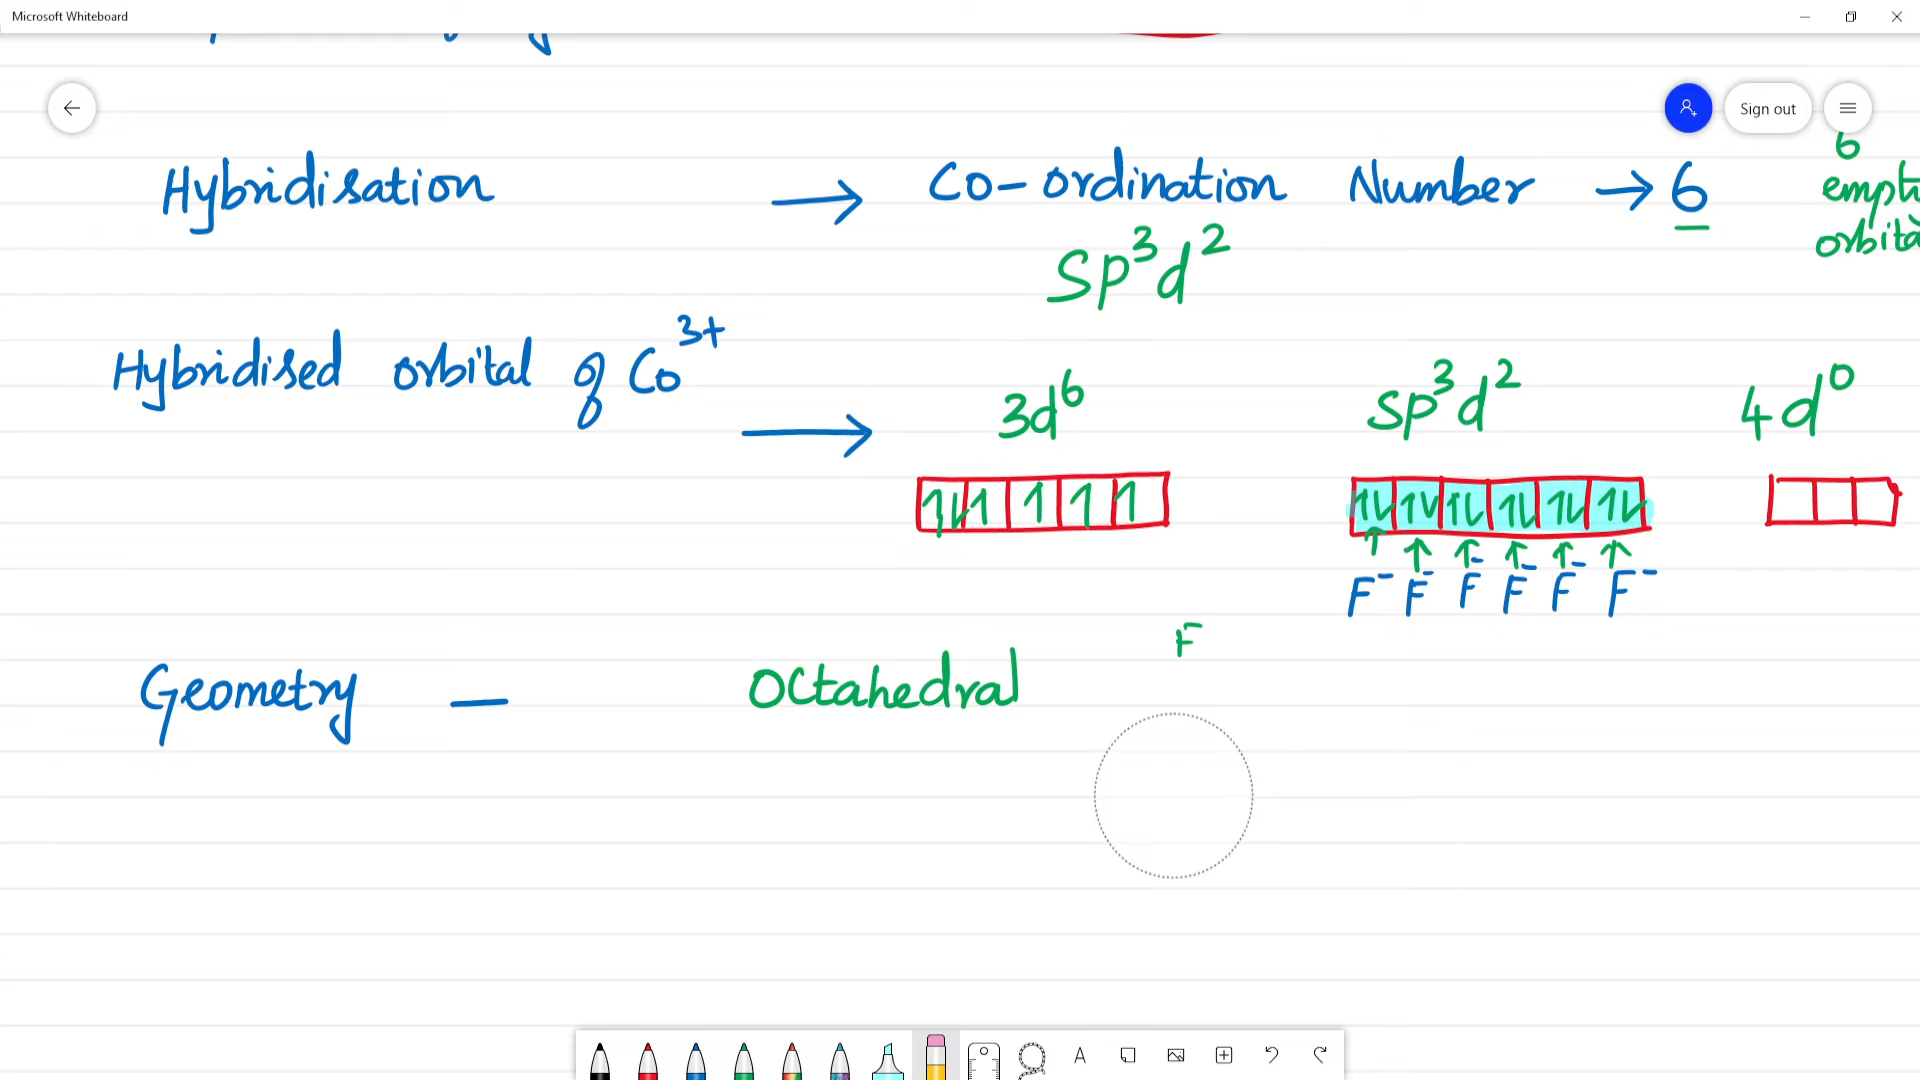 Microsoft Whiteboard
Sign out
Hybridisation → Co-ordination Number → 6
6
empty
orbita
sp³d²
Hybridised orbital of Co³⁺ → 3d⁶ sp³d² 4d⁰
↿⇂ ↿ ↿ ↿ ↿ ↿⇂ ↿⇂ ↿⇂ ↿⇂ ↿⇂ ↿⇂
↑ ↑ ↑ ↑ ↑ ↑
F⁻ F⁻ F⁻ F⁻ F⁻ F⁻
F
Geometry — Octahedral
A